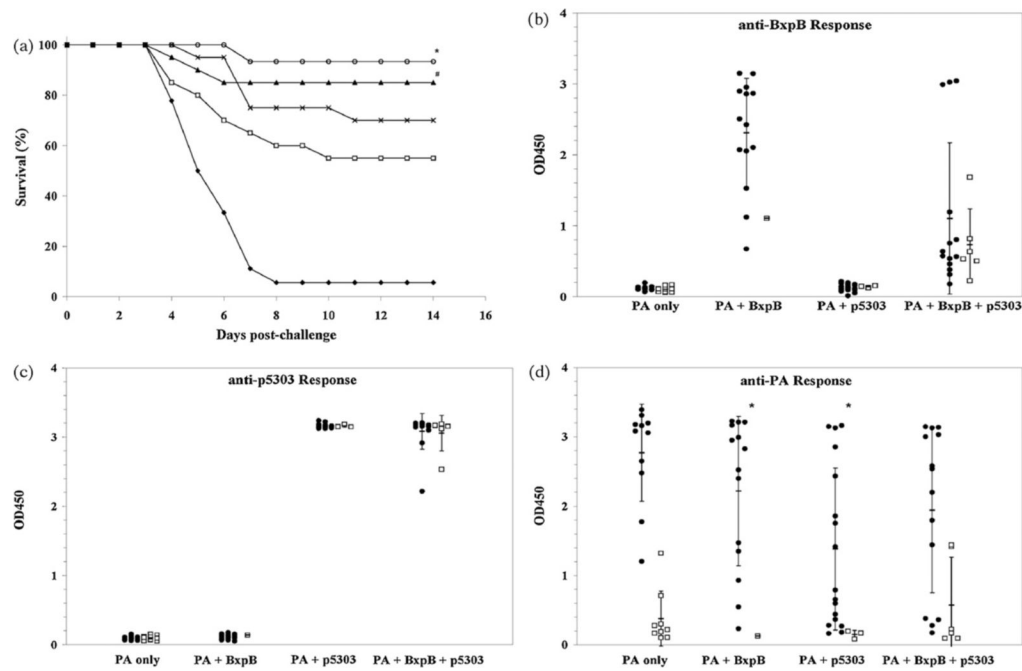 (a)
100
80
60
40
20
0
Survival (%)
0 2 4 6 8 10 12 14 16
Days post-challenge
*
#
(b)
anti-BxpB Response
4
3
2
1
0
OD450
PA only PA + BxpB PA + p5303 PA + BxpB + p5303
(c)
anti-p5303 Response
4
3
2
1
0
OD450
PA only PA + BxpB PA + p5303 PA + BxpB + p5303
(d)
anti-PA Response
4
3
2
1
0
OD450
* *
PA only PA + BxpB PA + p5303 PA + BxpB + p5303